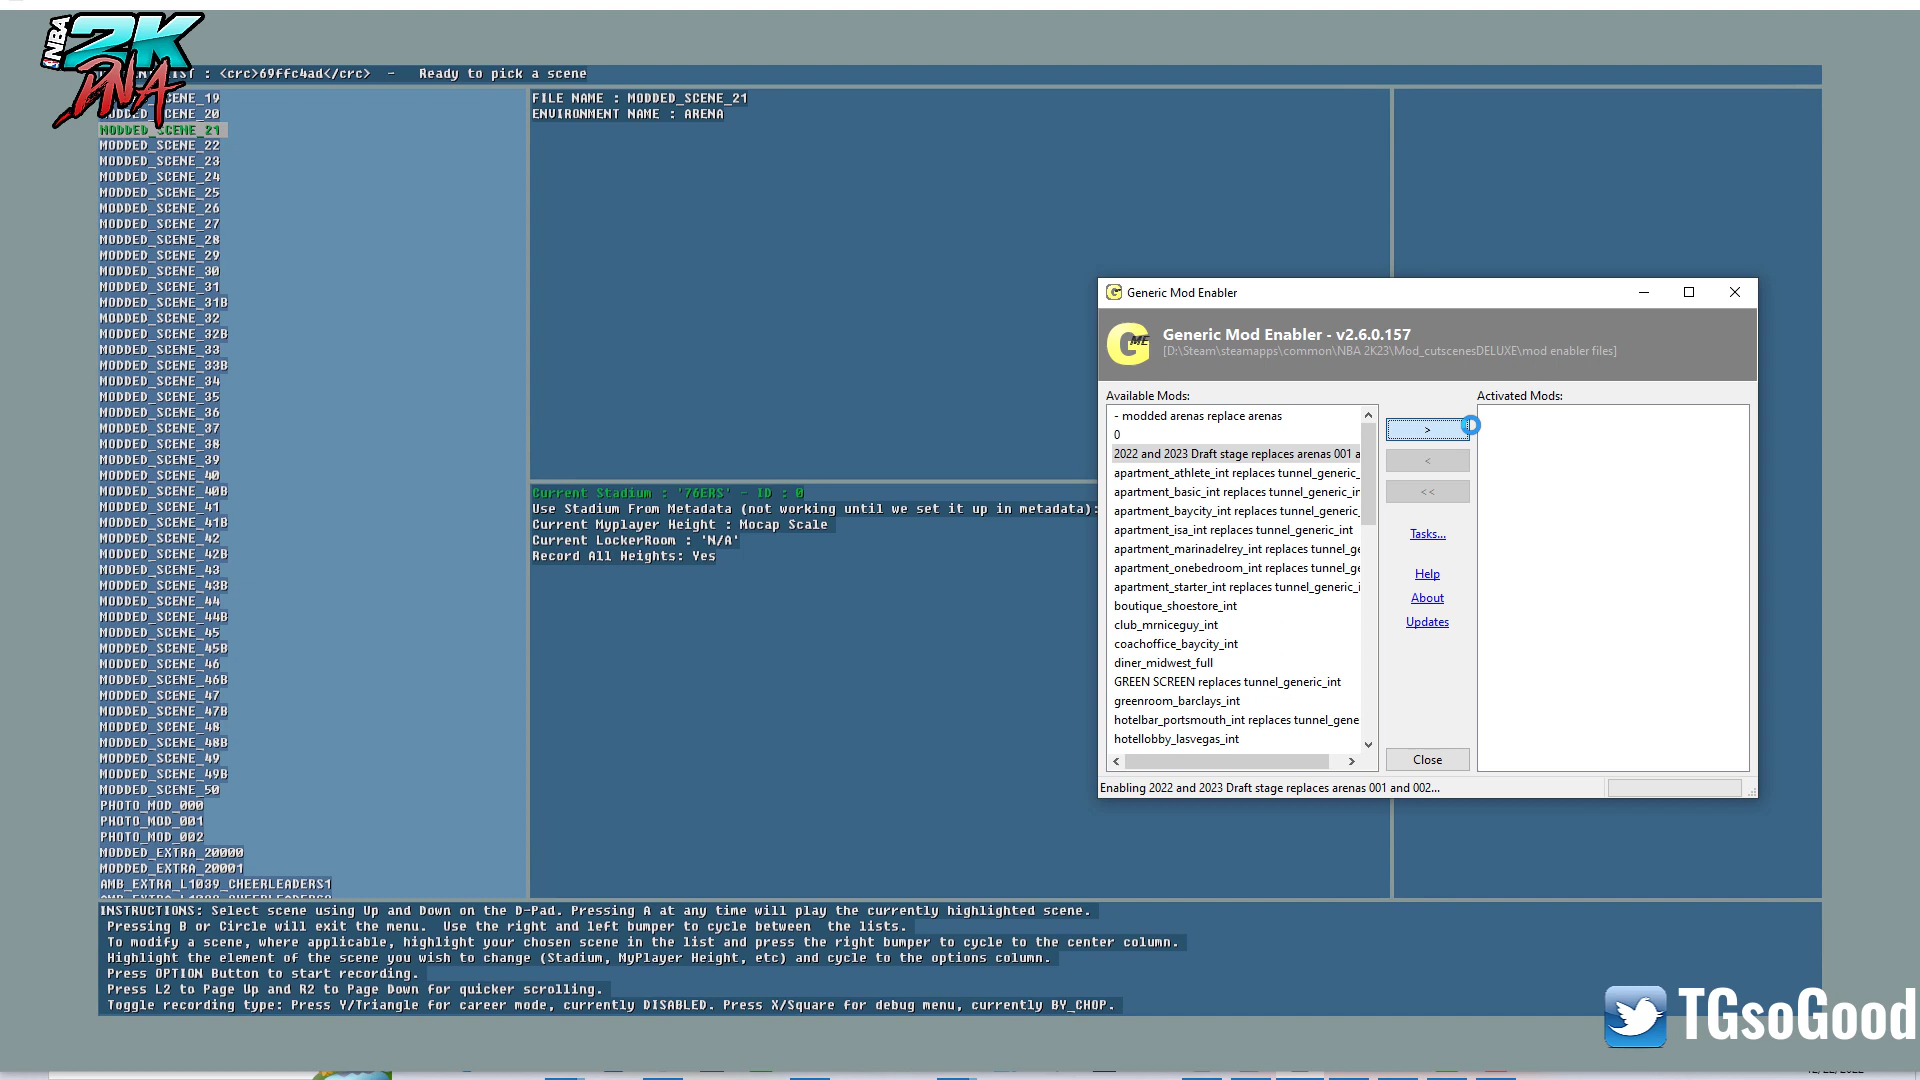 NBA 2K DNA
IST : <crc>69ffc4ad</crc>  -  Ready to pick a scene
CENE_19
SCENE_20
MODDED_SCENE_21
MODDED_SCENE_22
MODDED_SCENE_23
MODDED_SCENE_24
MODDED_SCENE_25
MODDED_SCENE_26
MODDED_SCENE_27
MODDED_SCENE_28
MODDED_SCENE_29
MODDED_SCENE_30
MODDED_SCENE_31
MODDED_SCENE_31B
MODDED_SCENE_32
MODDED_SCENE_32B
MODDED_SCENE_33
MODDED_SCENE_33B
MODDED_SCENE_34
MODDED_SCENE_35
MODDED_SCENE_36
MODDED_SCENE_37
MODDED_SCENE_38
MODDED_SCENE_39
MODDED_SCENE_40
MODDED_SCENE_40B
MODDED_SCENE_41
MODDED_SCENE_41B
MODDED_SCENE_42
MODDED_SCENE_42B
MODDED_SCENE_43
MODDED_SCENE_43B
MODDED_SCENE_44
MODDED_SCENE_44B
MODDED_SCENE_45
MODDED_SCENE_45B
MODDED_SCENE_46
MODDED_SCENE_46B
MODDED_SCENE_47
MODDED_SCENE_47B
MODDED_SCENE_48
MODDED_SCENE_48B
MODDED_SCENE_49
MODDED_SCENE_49B
MODDED_SCENE_50
PHOTO_MOD_000
PHOTO_MOD_001
PHOTO_MOD_002
MODDED_EXTRA_20000
MODDED_EXTRA_20001
AMB_EXTRA_L1039_CHEERLEADERS1
FILE NAME : MODDED_SCENE_21
ENVIRONMENT NAME : ARENA
Current Stadium : '76ERS' - ID : 0
Use Stadium From Metadata (not working until we set it up in metadata):
Current Myplayer Height : Mocap Scale
Current LockerRoom : 'N/A'
Record All Heights: Yes
Generic Mod Enabler
Generic Mod Enabler - v2.6.0.157
[D:\Steam\steamapps\common\NBA 2K23\Mod_cutscenesDELUXE\mod enabler files]
Available Mods:
- modded arenas replace arenas
0
2022 and 2023 Draft stage replaces arenas 001 a
apartment_athlete_int replaces tunnel_generic_
apartment_basic_int replaces tunnel_generic_in
apartment_baycity_int replaces tunnel_generic_
apartment_isa_int replaces tunnel_generic_int
apartment_marinadelrey_int replaces tunnel_ge
apartment_onebedroom_int replaces tunnel_ge
apartment_starter_int replaces tunnel_generic_i
boutique_shoestore_int
club_mrniceguy_int
coachoffice_baycity_int
diner_midwest_full
GREEN SCREEN replaces tunnel_generic_int
greenroom_barclays_int
hotelbar_portsmouth_int replaces tunnel_gene
hotellobby_lasvegas_int
>
<
<<
Tasks...
Help
About
Updates
Close
Activated Mods:
Enabling 2022 and 2023 Draft stage replaces arenas 001 and 002...
INSTRUCTIONS: Select scene using Up and Down on the D-Pad. Pressing A at any time will play the currently highlighted scene.
Pressing B or Circle will exit the menu.  Use the right and left bumper to cycle between  the lists.
To modify a scene, where applicable, highlight your chosen scene in the list and press the right bumper to cycle to the center column.
Highlight the element of the scene you wish to change (Stadium, MyPlayer Height, etc) and cycle to the options column.
Press OPTION Button to start recording.
Press L2 to Page Up and R2 to Page Down for quicker scrolling.
Toggle recording type: Press Y/Triangle for career mode, currently DISABLED. Press X/Square for debug menu, currently BY_CHOP.
TGsoGood